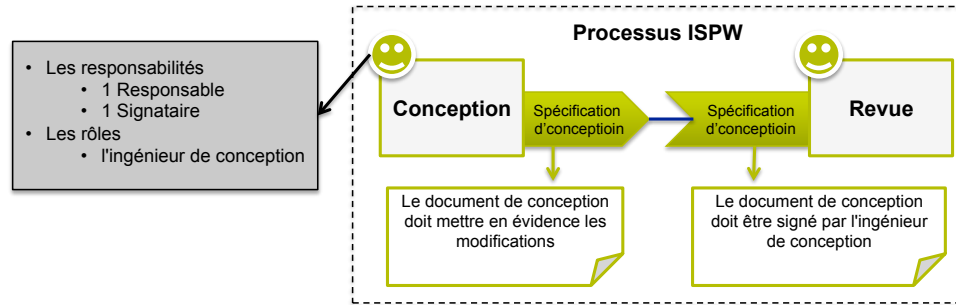 Processus ISPW
• Les responsabilités
• 1 Responsable
• 1 Signataire
• Les rôles
• l'ingénieur de conception
Conception
Spécification
d'conceptioin
Spécification
d'conceptioin
Revue
Le document de conception
doit mettre en évidence les
modifications
Le document de conception
doit être signé par l'ingénieur
de conception